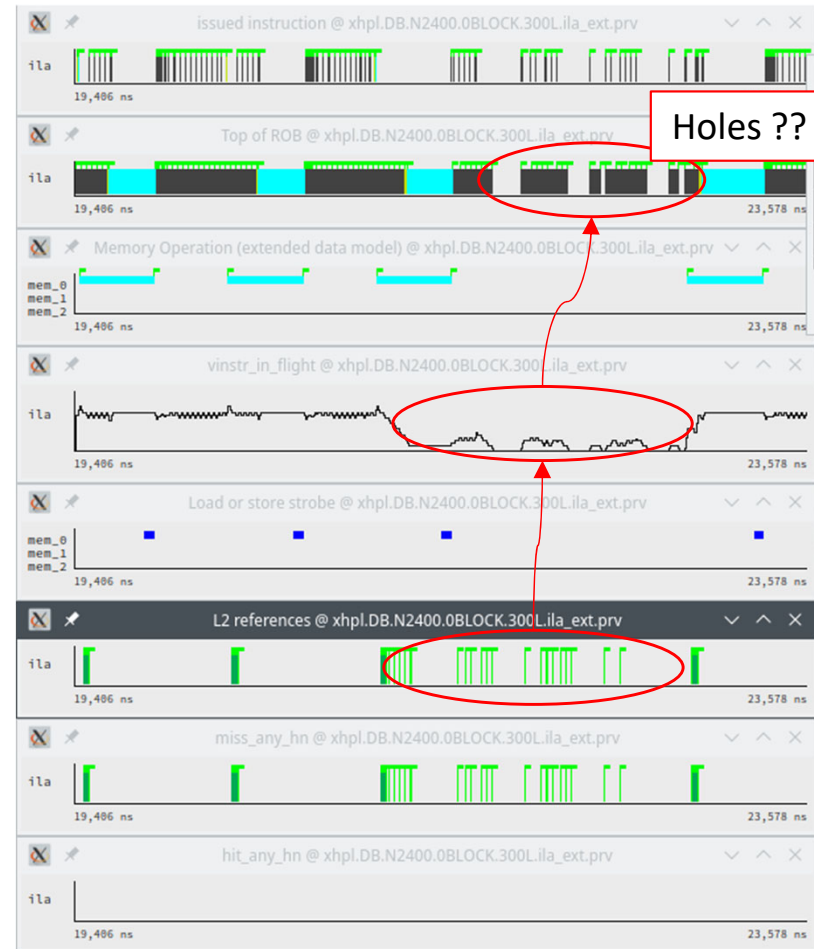 issued instruction @ xhpl.DB.N2400.0BLOCK.300L.ila_ext.prv
ila
19,406 ns
Holes ??
Top of ROB @ xhpl.DB.N2400.0BLOCK.300L.ila_ext.prv
ila
19,406 ns 23,578 ns
Memory Operation (extended data model) @ xhpl.DB.N2400.0BLOCK.300L.ila_ext.prv
mem_0
mem_1
mem_2
19,406 ns 23,578 ns
vinstr_in_flight @ xhpl.DB.N2400.0BLOCK.300L.ila_ext.prv
ila
19,406 ns 23,578 ns
Load or store strobe @ xhpl.DB.N2400.0BLOCK.300L.ila_ext.prv
mem_0
mem_1
mem_2
19,406 ns 23,578 ns
L2 references @ xhpl.DB.N2400.0BLOCK.300L.ila_ext.prv
ila
19,406 ns 23,578 ns
miss_any_hn @ xhpl.DB.N2400.0BLOCK.300L.ila_ext.prv
ila
19,406 ns 23,578 ns
hit_any_hn @ xhpl.DB.N2400.0BLOCK.300L.ila_ext.prv
ila
19,406 ns 23,578 ns